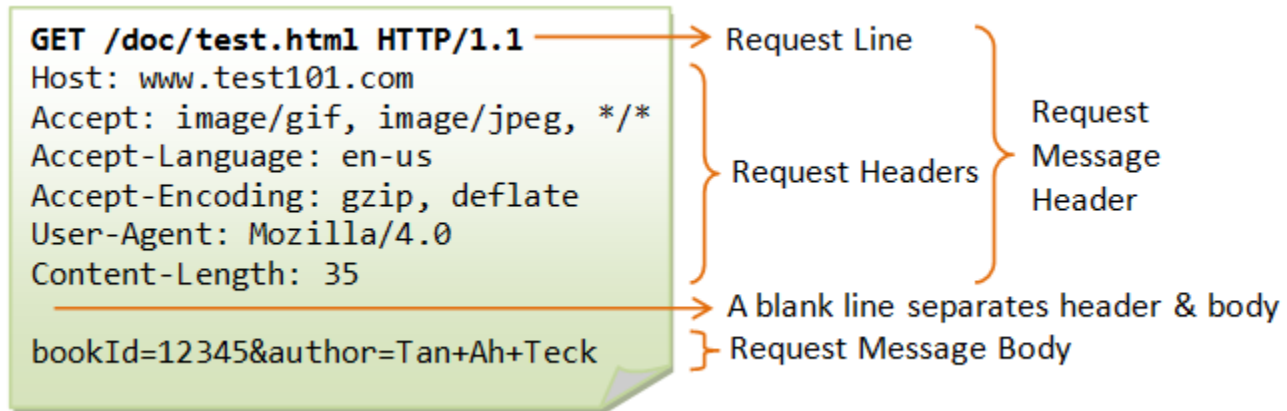 GET /doc/test.html HTTP/1.1
Host: www.test101.com
Accept: image/gif, image/jpeg, */*
Accept-Language: en-us
Accept-Encoding: gzip, deflate
User-Agent: Mozilla/4.0
Content-Length: 35
bookId=12345&author=Tan+Ah+Teck
Request Line
Request Headers
Request
Message
Header
A blank line separates header & body
Request Message Body